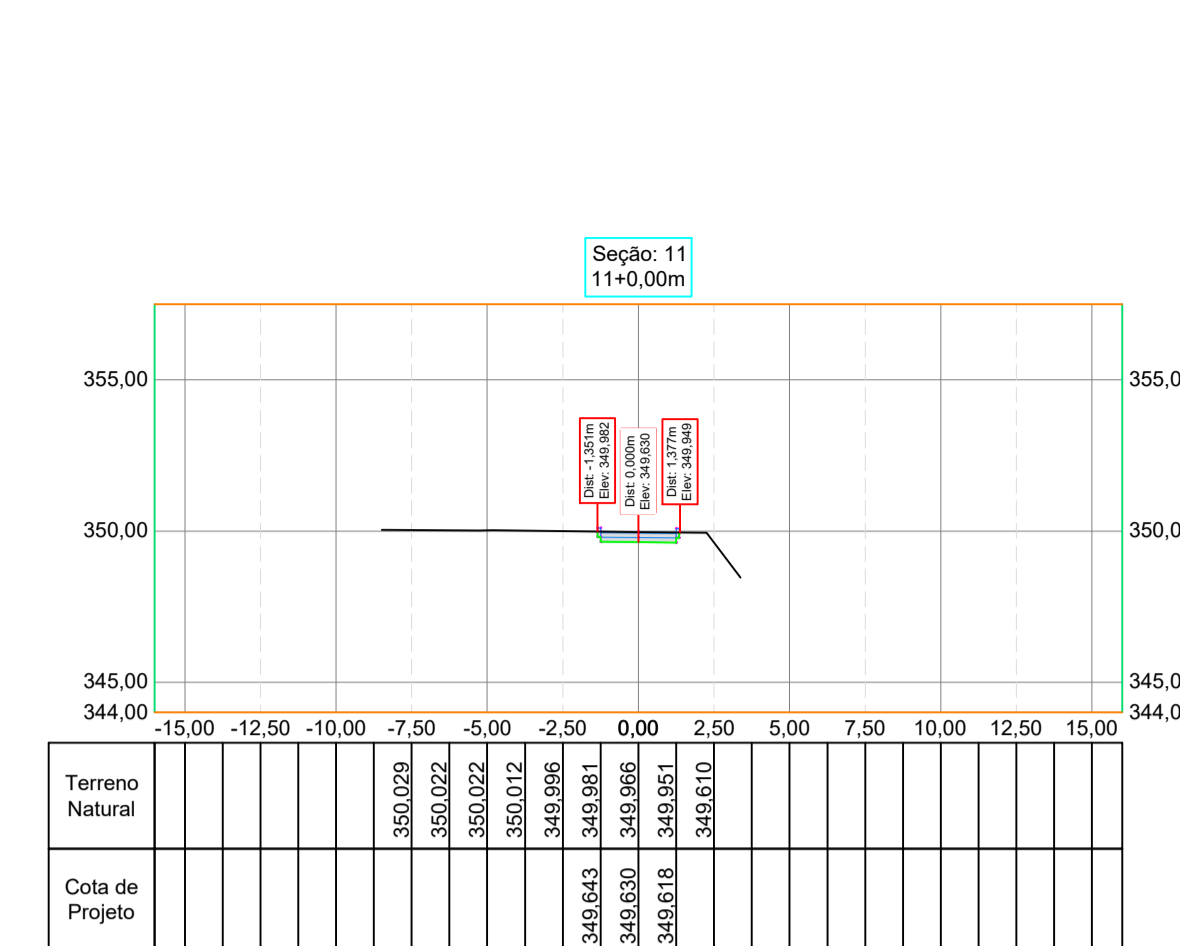 Seção: 11
11+0,00m
355,00
355,0
Dist: -1,351m
Elev: 349,982
Dist: 0,000m
Elev: 349,630
Dist: 1,377m
Elev: 349,949
350,00
350,0
345,00
345,0
344,00
344,0
-15,00 -12,50 -10,00 -7,50 -5,00 -2,50 0,00 2,50 5,00 7,50 10,00 12,50 15,00
Terreno
Natural
350,029
350,022
350,022
350,012
349,996
349,981
349,966
349,951
349,610
Cota de
Projeto
349,643
349,630
349,618